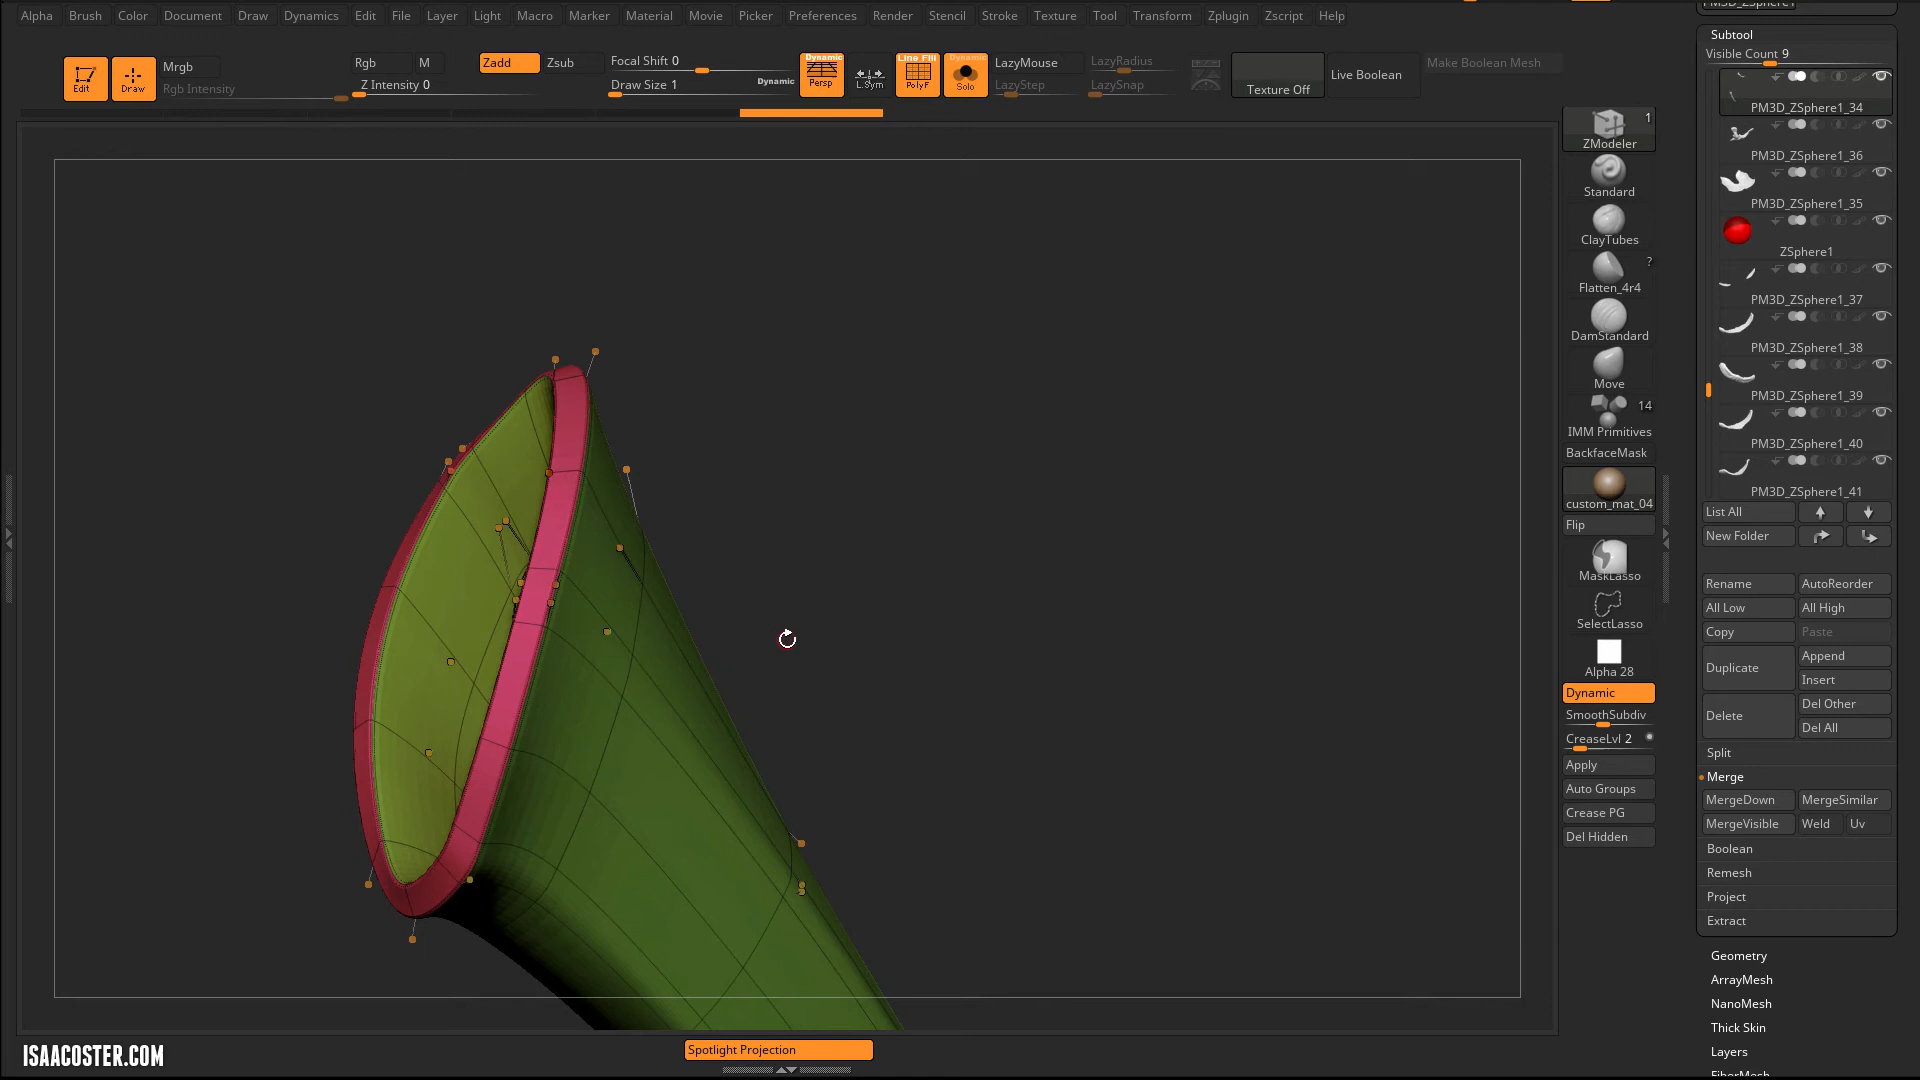 Alpha Brush Color Document Draw Dynamics Edit File Layer Light Macro Marker Material Movie Picker Preferences Render Stencil Stroke Texture Tool Transform Zplugin Zscript Help
PM3D_ZSphere1
Subtool
Visible Count 9
Edit
Draw
Mrgb
Rgb Intensity
Rgb M
Z Intensity 0
Zadd Zsub
Focal Shift 0
Draw Size 1
Dynamic
Dynamic
Persp
L.Sym
Line Fill
PolyF
Dynamic
Solo
LazyMouse
LazyStep
LazyRadius
LazySnap
Texture Off
Live Boolean
Make Boolean Mesh
1
ZModeler
Standard
ClayTubes
?
Flatten_4r4
DamStandard
Move
14
IMM Primitives
BackfaceMask
custom_mat_04
Flip
MaskLasso
SelectLasso
Alpha 28
Dynamic
SmoothSubdiv
CreaseLvl 2
Apply
Auto Groups
Crease PG
Del Hidden
PM3D_ZSphere1_34
PM3D_ZSphere1_36
PM3D_ZSphere1_35
ZSphere1
PM3D_ZSphere1_37
PM3D_ZSphere1_38
PM3D_ZSphere1_39
PM3D_ZSphere1_40
PM3D_ZSphere1_41
List All
New Folder
Rename AutoReorder
All Low All High
Copy Paste
Duplicate Append
Insert
Delete Del Other
Del All
Split
Merge
MergeDown MergeSimilar
MergeVisible Weld Uv
Boolean
Remesh
Project
Extract
Geometry
ArrayMesh
NanoMesh
Thick Skin
Layers
FiberMesh
ISAACOSTER.COM
Spotlight Projection